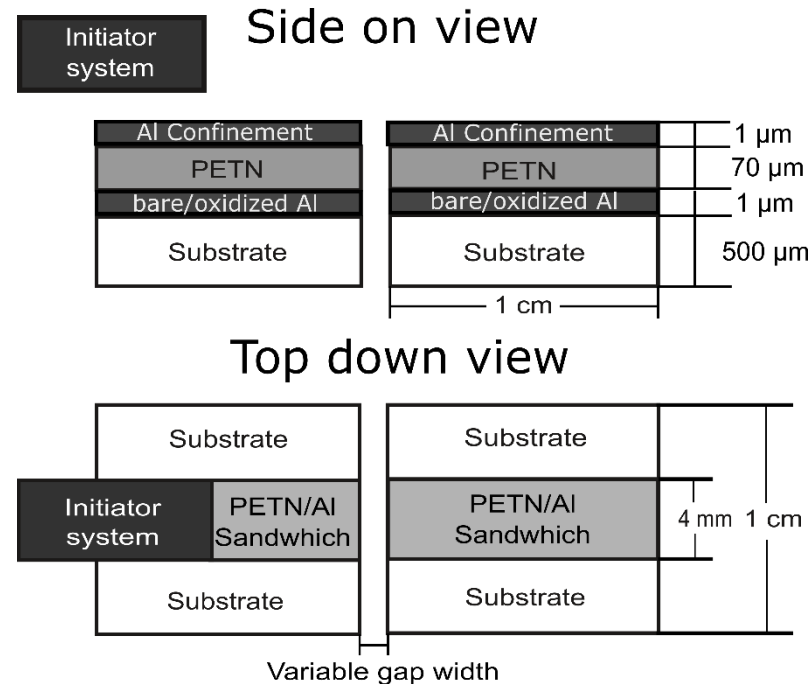 Side on view
Initiator
system
Al Confinement
Al Confinement
1 μm
PETN
PETN
70 μm
bare/oxidized Al
bare/oxidized Al
1 μm
Substrate
Substrate
500 μm
1 cm
Top down view
Substrate
Substrate
Initiator
system
PETN/Al
Sandwhich
PETN/Al
Sandwhich
4 mm
1 cm
Substrate
Substrate
Variable gap width